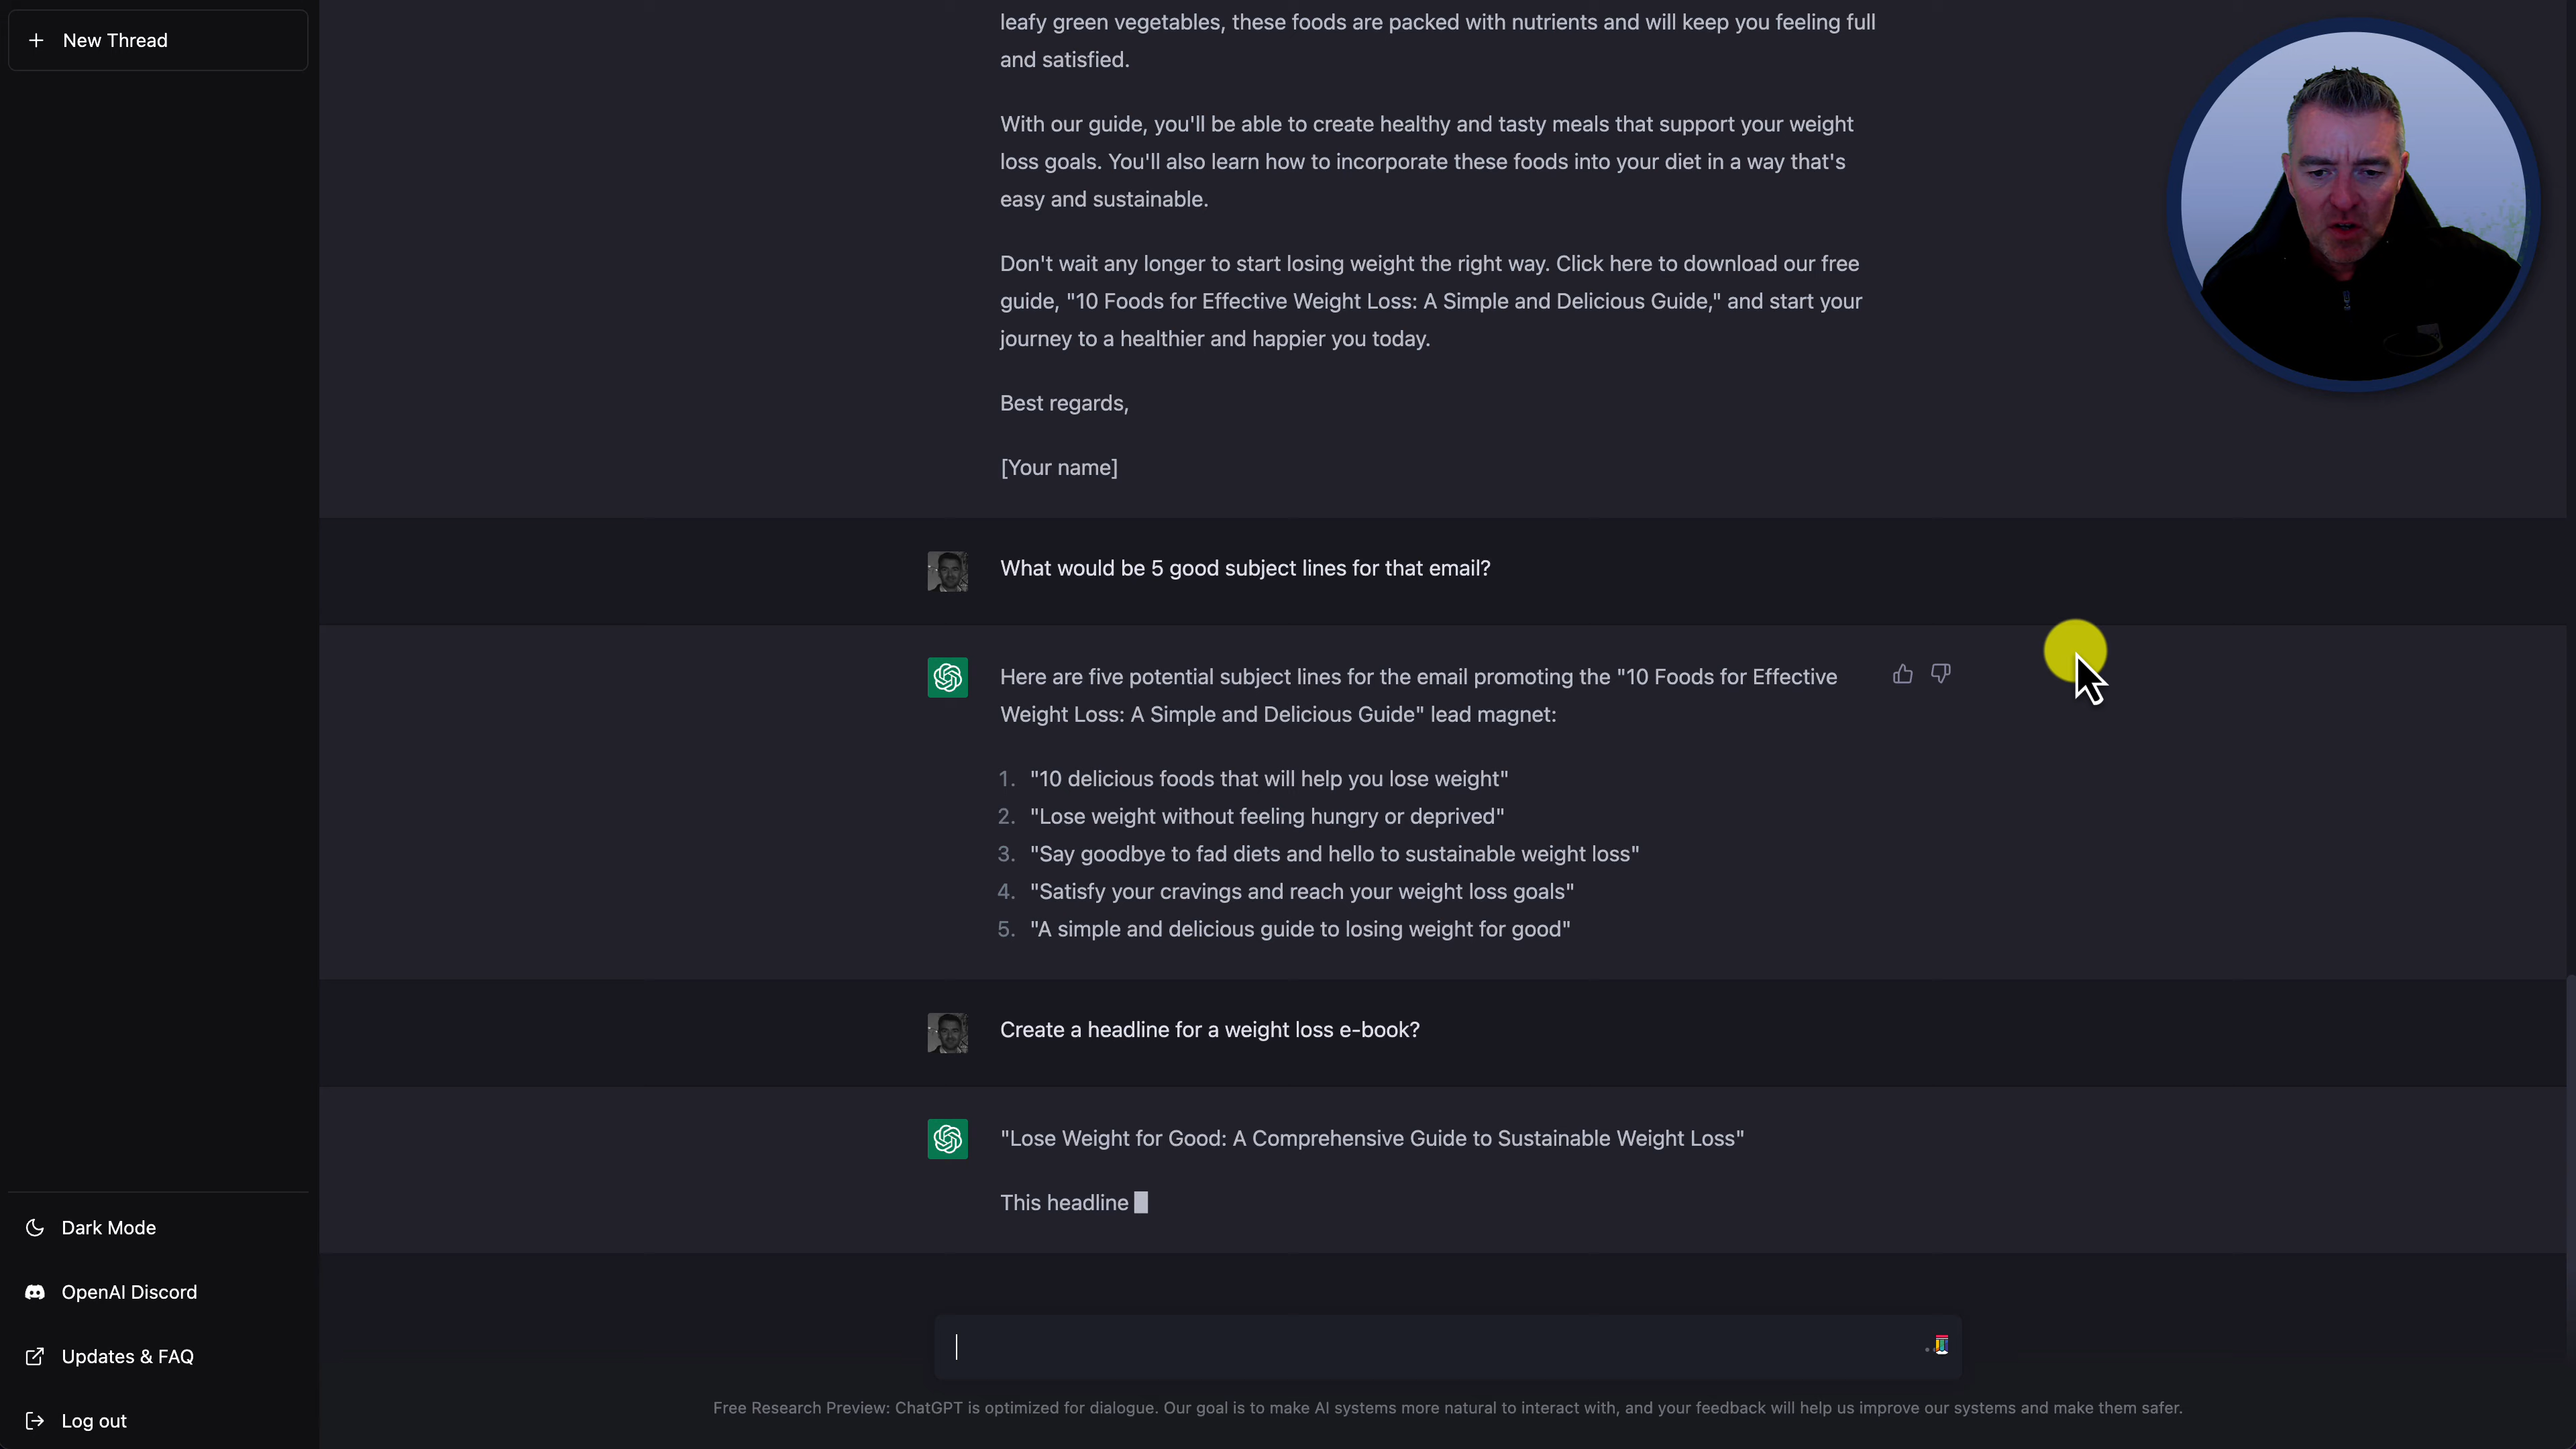 New Thread
leafy green vegetables, these foods are packed with nutrients and will keep you feeling full
and satisfied.
With our guide, you'll be able to create healthy and tasty meals that support your weight
loss goals. You'll also learn how to incorporate these foods into your diet in a way that's
easy and sustainable.
Don't wait any longer to start losing weight the right way. Click here to download our free
guide, "10 Foods for Effective Weight Loss: A Simple and Delicious Guide," and start your
journey to a healthier and happier you today.
Best regards,
[Your name]
What would be 5 good subject lines for that email?
Here are five potential subject lines for the email promoting the "10 Foods for Effective
Weight Loss: A Simple and Delicious Guide" lead magnet:
1. "10 delicious foods that will help you lose weight"
2. "Lose weight without feeling hungry or deprived"
3. "Say goodbye to fad diets and hello to sustainable weight loss"
4. "Satisfy your cravings and reach your weight loss goals"
5. "A simple and delicious guide to losing weight for good"
Create a headline for a weight loss e-book?
"Lose Weight for Good: A Comprehensive Guide to Sustainable Weight Loss"
This headline
Dark Mode
OpenAI Discord
Updates & FAQ
Log out
Free Research Preview: ChatGPT is optimized for dialogue. Our goal is to make AI systems more natural to interact with, and your feedback will help us improve our systems and make them safer.